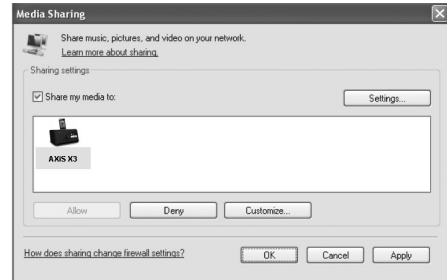 Media Sharing
Share music, pictures, and video on your network.
Learn more about sharing.
Sharing settings
Share my media to:
Settings...
AXiS X3
Allow
Deny
Customize...
How does sharing change firewall settings?
OK
Cancel
Apply